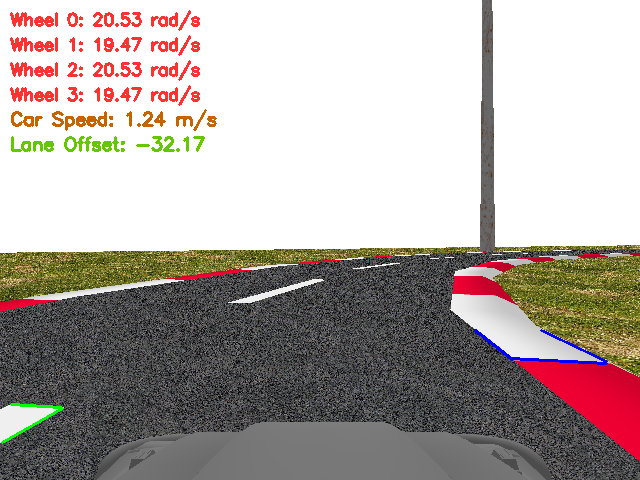 Wheel 0: 20.53 rad/s
Wheel 1: 19.47 rad/s
Wheel 2: 20.53 rad/s
Wheel 3: 19.47 rad/s
Car Speed: 1.24 m/s
Lane Offset: -32.17